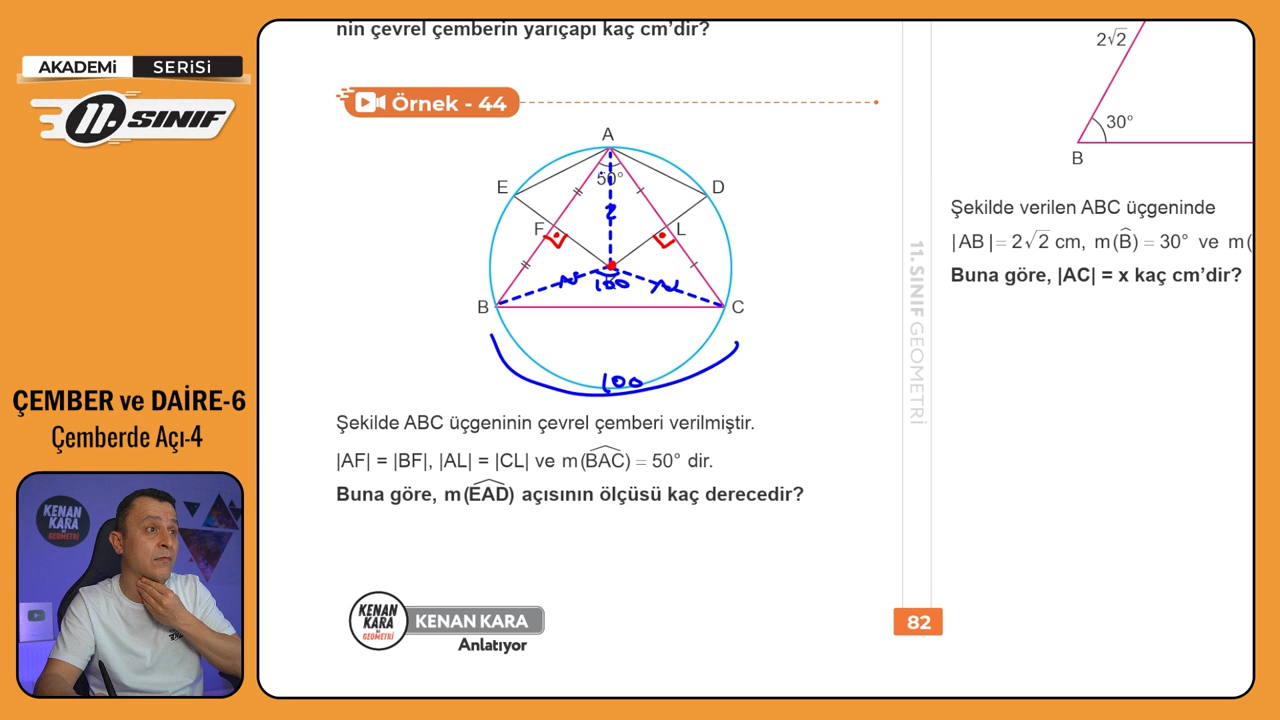 AKADEMİ SERİSİ
11. SINIF
ÇEMBER ve DAİRE-6
Çemberde Açı-4
KENAN
KARA
ile
GEOMETRİ
nin çevrel çemberin yarıçapı kaç cm’dir?
Örnek - 44
A
E
D
50°
2
F
L
100
B
C
100
Şekilde ABC üçgeninin çevrel çemberi verilmiştir.
|AF| = |BF|, |AL| = |CL| ve m(BAC) = 50° dir.
Buna göre, m(EAD) açısının ölçüsü kaç derecedir?
KENAN
KARA
ile
GEOMETRİ
KENAN KARA
Anlatıyor
11. SINIF GEOMETRİ
82
2√2
30°
B
Şekilde verilen ABC üçgeninde
|AB| = 2√2 cm, m(B) = 30° ve m(
Buna göre, |AC| = x kaç cm’dir?